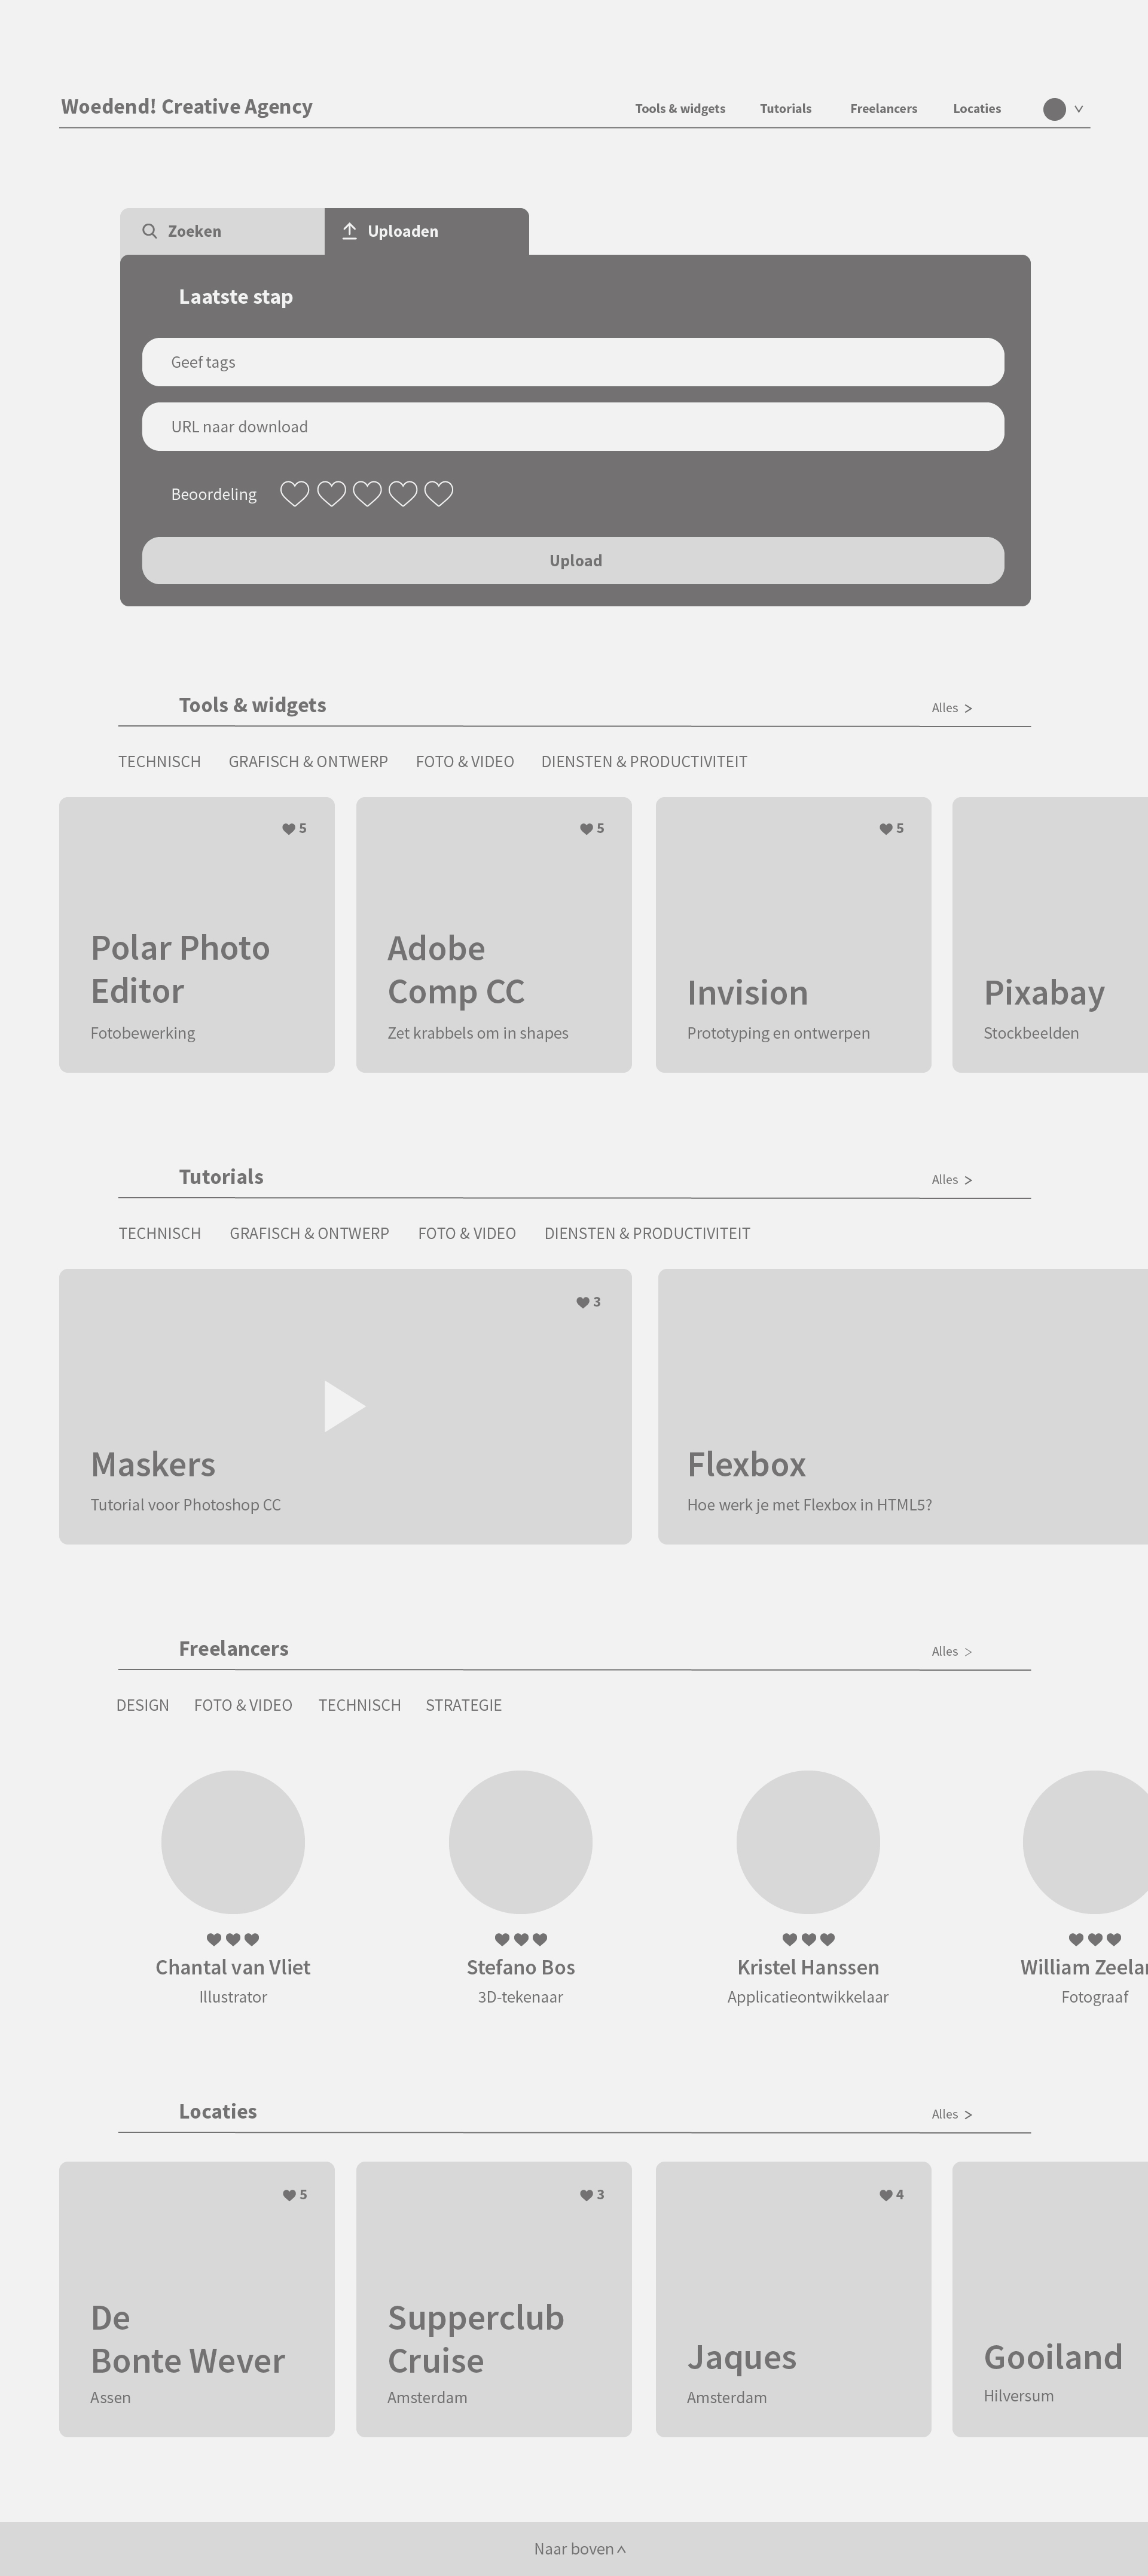 Woedend! Creative Agency
Tools & widgets Tutorials Freelancers Locaties
Zoeken Uploaden
Laatste stap
Geef tags
URL naar download
Beoordeling
Upload
Tools & widgets Alles >
TECHNISCH GRAFISCH & ONTWERP FOTO & VIDEO DIENSTEN & PRODUCTIVITEIT
5 5 5
Polar Photo
Editor
Fotobewerking
Adobe
Comp CC
Zet krabbels om in shapes
Invision
Prototyping en ontwerpen
Pixabay
Stockbeelden
Tutorials Alles >
TECHNISCH GRAFISCH & ONTWERP FOTO & VIDEO DIENSTEN & PRODUCTIVITEIT
3
Maskers
Tutorial voor Photoshop CC
Flexbox
Hoe werk je met Flexbox in HTML5?
Freelancers Alles >
DESIGN FOTO & VIDEO TECHNISCH STRATEGIE
Chantal van Vliet
Illustrator
Stefano Bos
3D-tekenaar
Kristel Hanssen
Applicatieontwikkelaar
William
Fotograaf
Locaties Alles >
5 3 4
De
Bonte Wever
Assen
Supperclub
Cruise
Amsterdam
Jaques
Amsterdam
Gooiland
Hilversum
Naar boven